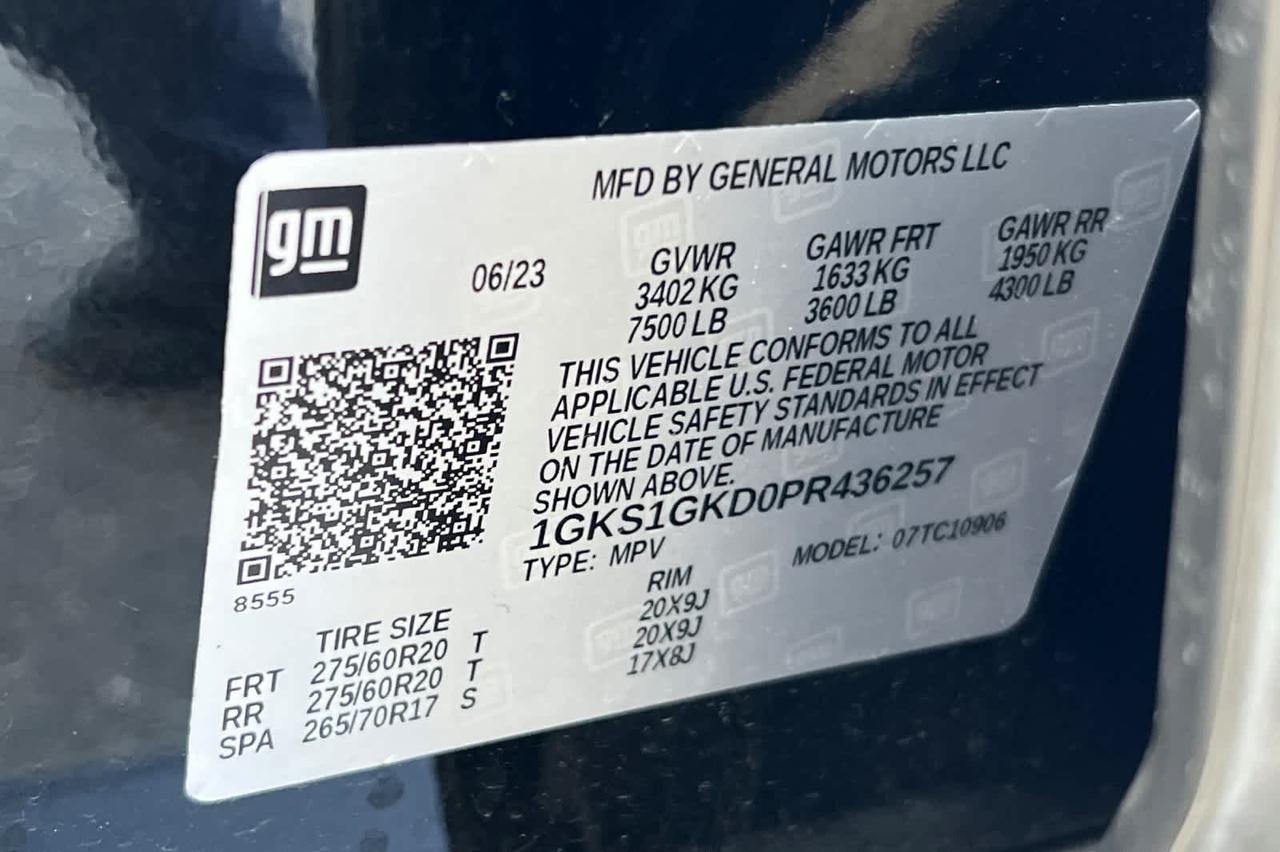 MFD BY GENERAL MOTORS LLC
gm
06/23
GVWR GAWR FRT GAWR RR
3402 KG 1633 KG 1950 KG
7500 LB 3600 LB 4300 LB
THIS VEHICLE CONFORMS TO ALL
APPLICABLE U.S. FEDERAL MOTOR
VEHICLE SAFETY STANDARDS IN EFFECT
ON THE DATE OF MANUFACTURE
SHOWN ABOVE.
1GKS1GKD0PR436257
TYPE: MPV MODEL: 07TC10906
8555
TIRE SIZE RIM
FRT 275/60R20 T 20X9J
RR 275/60R20 T 20X9J
SPA 265/70R17 S 17X8J